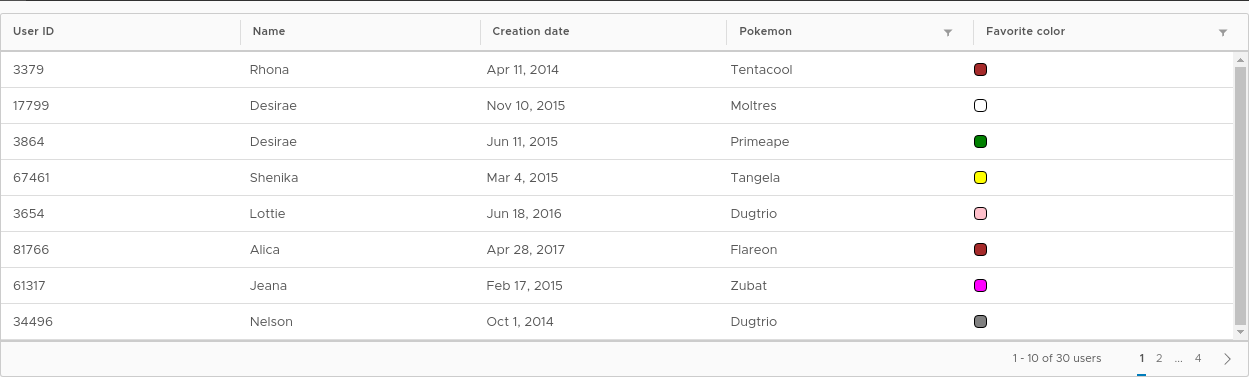 User ID Name Creation date Pokemon Favorite color
3379 Rhona Apr 11, 2014 Tentacool
17799 Desirae Nov 10, 2015 Moltres
3864 Desirae Jun 11, 2015 Primeape
67461 Shenika Mar 4, 2015 Tangela
3654 Lottie Jun 18, 2016 Dugtrio
81766 Alica Apr 28, 2017 Flareon
61317 Jeana Feb 17, 2015 Zubat
34496 Nelson Oct 1, 2014 Dugtrio
1 - 10 of 30 users 1 2 ... 4